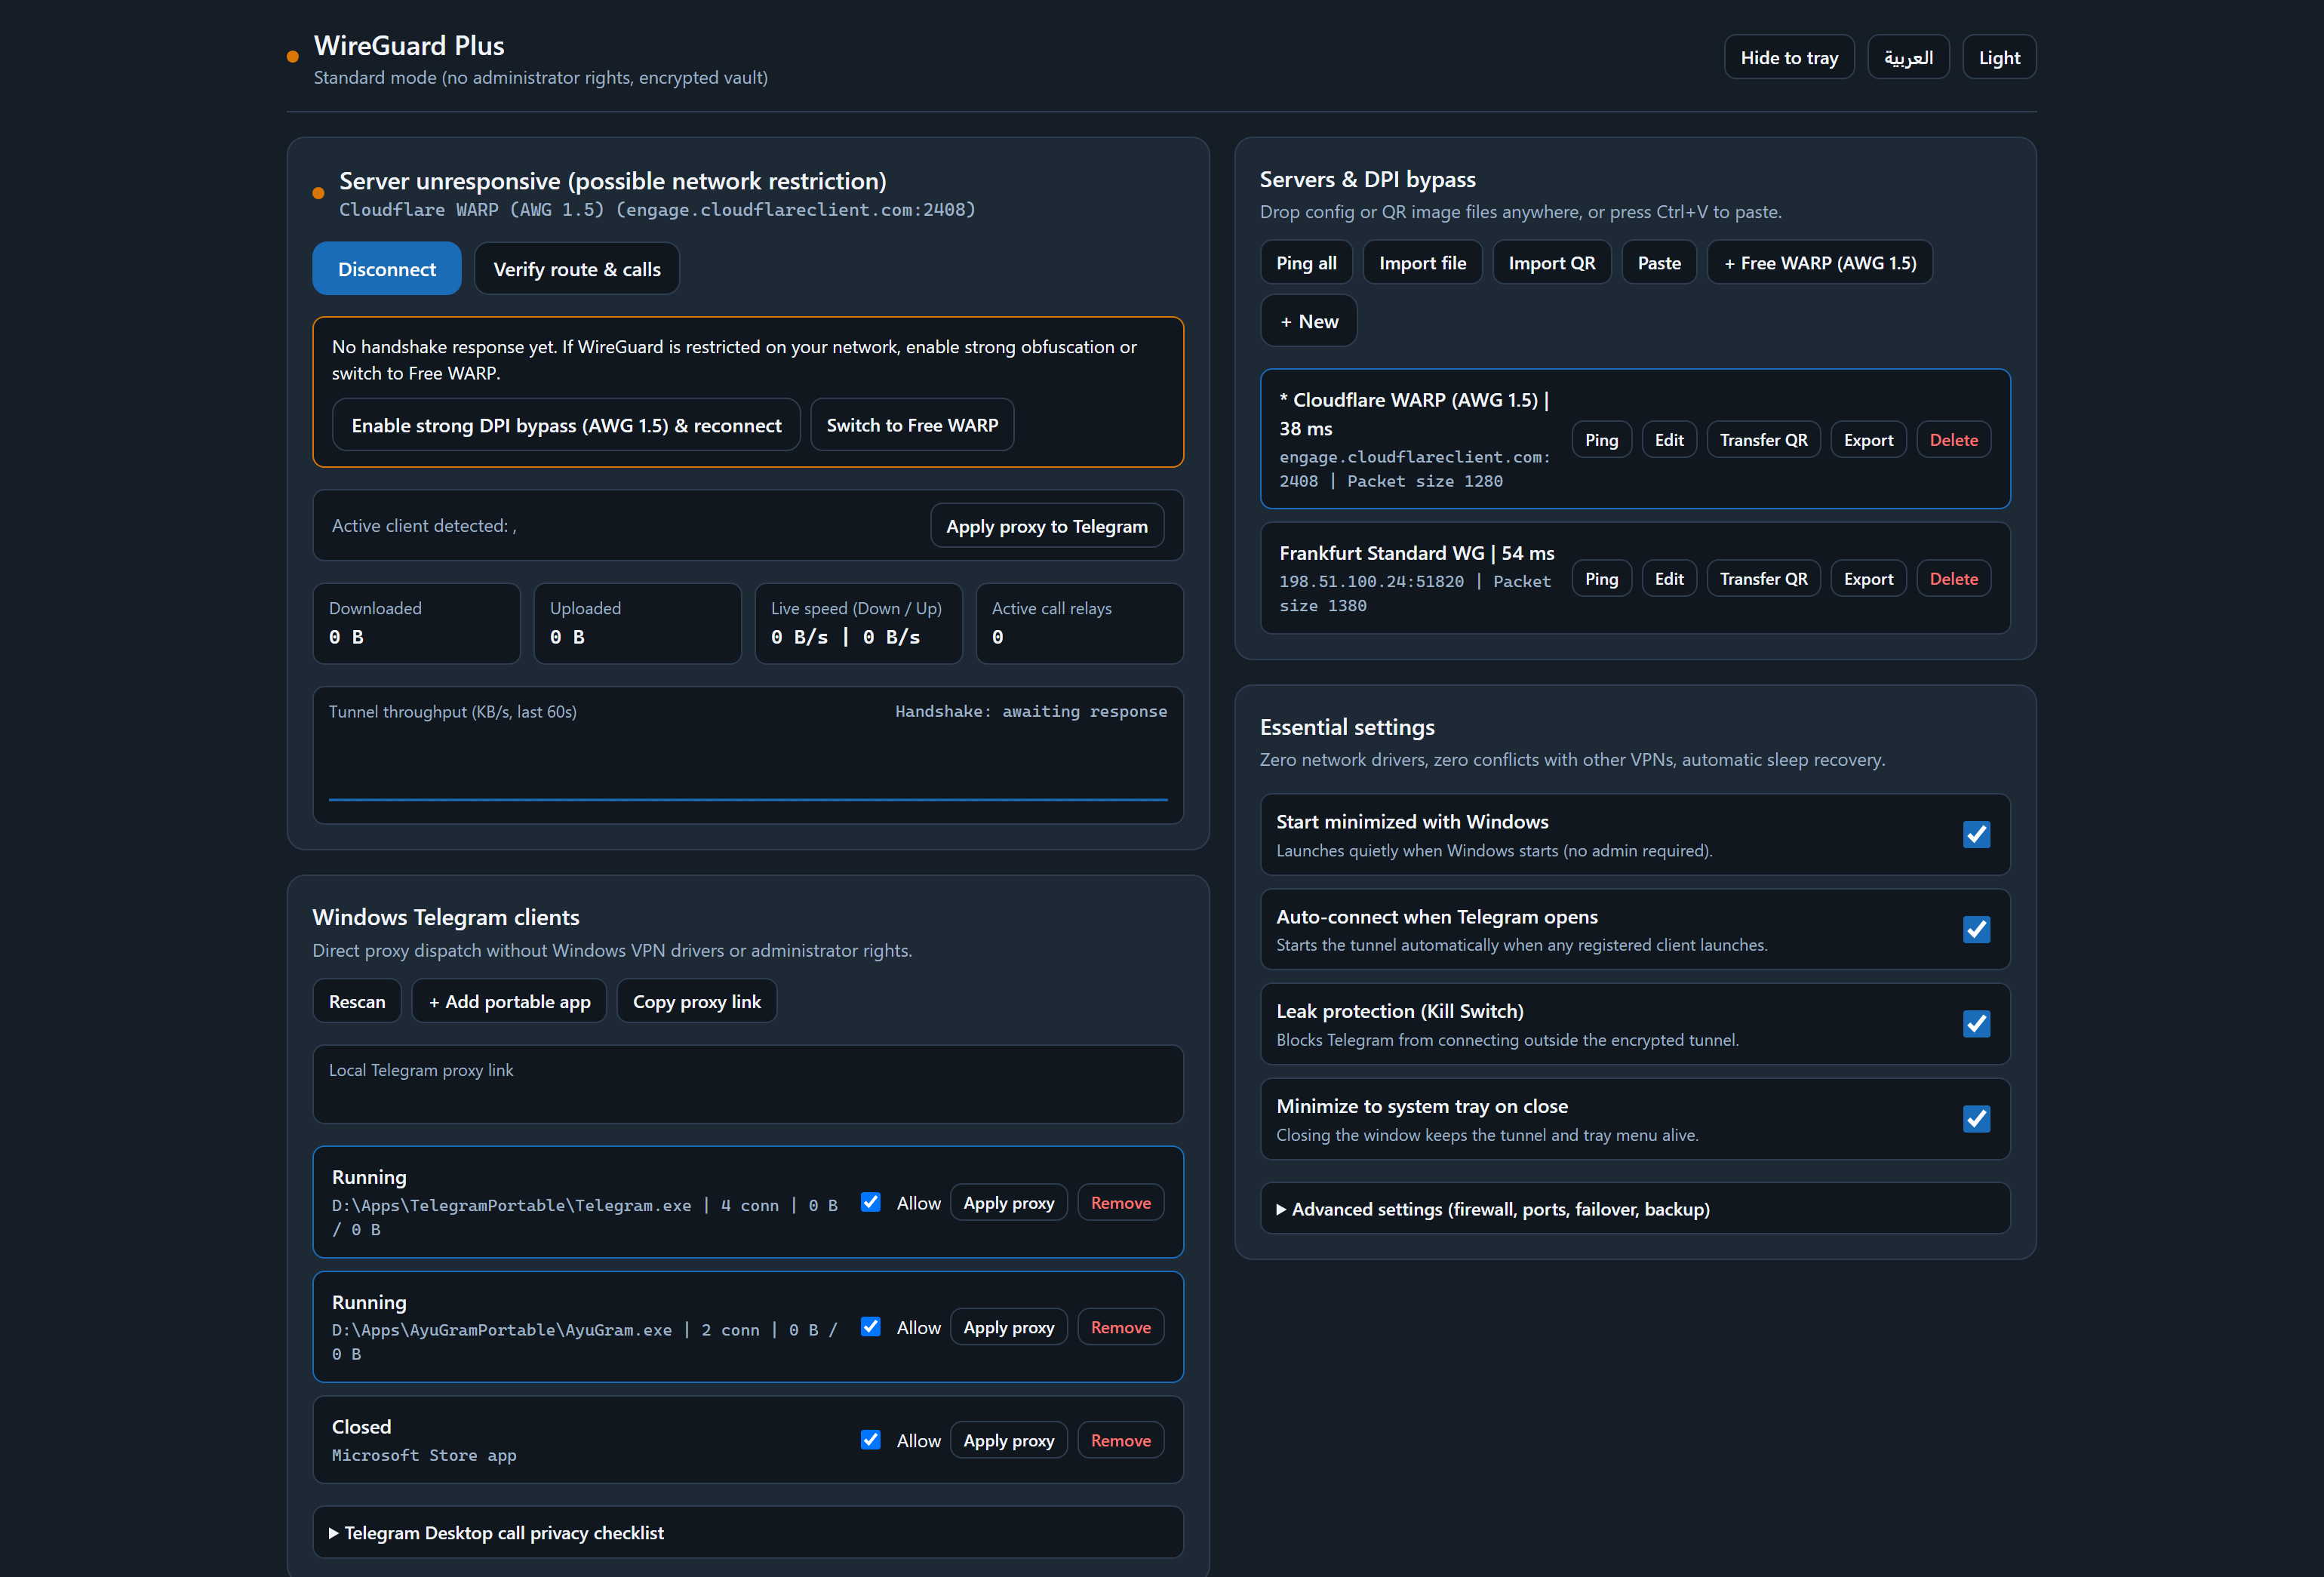 WireGuard Plus
Standard mode (no administrator rights, encrypted vault)
Hide to tray
العربية
Light
Server unresponsive (possible network restriction)
Cloudflare WARP (AWG 1.5) (engage.cloudflareclient.com:2408)
Disconnect
Verify route & calls
No handshake response yet. If WireGuard is restricted on your network, enable strong obfuscation or
switch to Free WARP.
Enable strong DPI bypass (AWG 1.5) & reconnect
Switch to Free WARP
Active client detected: ,
Apply proxy to Telegram
Downloaded
0 B
Uploaded
0 B
Live speed (Down / Up)
0 B/s | 0 B/s
Active call relays
0
Tunnel throughput (KB/s, last 60s)
Handshake: awaiting response
Windows Telegram clients
Direct proxy dispatch without Windows VPN drivers or administrator rights.
Rescan
+ Add portable app
Copy proxy link
Local Telegram proxy link
Running
D:\Apps\TelegramPortable\Telegram.exe | 4 conn | 0 B
/ 0 B
Allow
Apply proxy
Remove
Running
D:\Apps\AyuGramPortable\AyuGram.exe | 2 conn | 0 B /
0 B
Allow
Apply proxy
Remove
Closed
Microsoft Store app
Allow
Apply proxy
Remove
Telegram Desktop call privacy checklist
Servers & DPI bypass
Drop config or QR image files anywhere, or press Ctrl+V to paste.
Ping all
Import file
Import QR
Paste
+ Free WARP (AWG 1.5)
+ New
* Cloudflare WARP (AWG 1.5) |
38 ms
engage.cloudflareclient.com:
2408 | Packet size 1280
Ping
Edit
Transfer QR
Export
Delete
Frankfurt Standard WG | 54 ms
198.51.100.24:51820 | Packet
size 1380
Ping
Edit
Transfer QR
Export
Delete
Essential settings
Zero network drivers, zero conflicts with other VPNs, automatic sleep recovery.
Start minimized with Windows
Launches quietly when Windows starts (no admin required).
Auto-connect when Telegram opens
Starts the tunnel automatically when any registered client launches.
Leak protection (Kill Switch)
Blocks Telegram from connecting outside the encrypted tunnel.
Minimize to system tray on close
Closing the window keeps the tunnel and tray menu alive.
Advanced settings (firewall, ports, failover, backup)